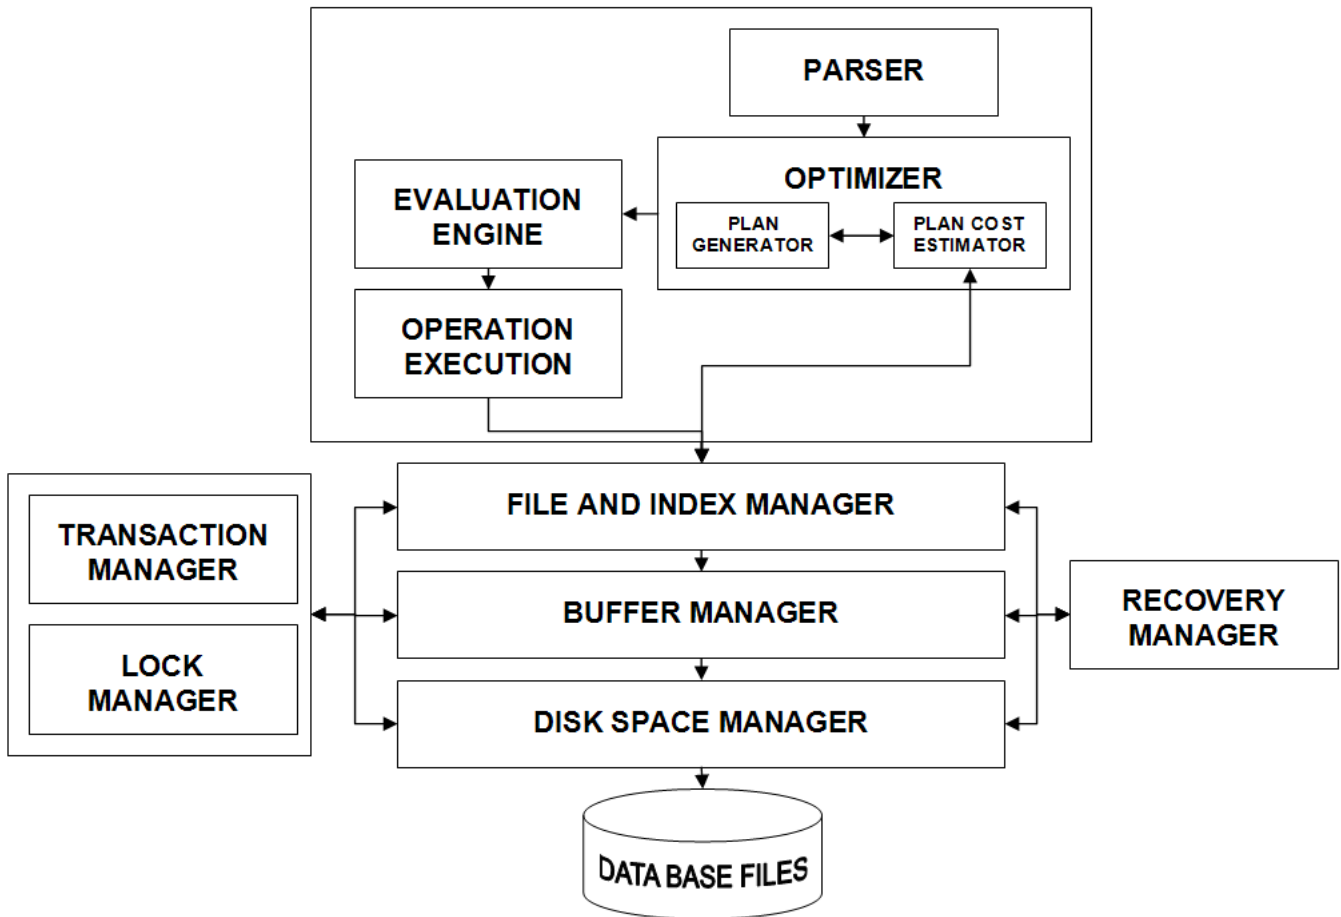 PARSER
OPTIMIZER
PLAN
GENERATOR
PLAN COST
ESTIMATOR
EVALUATION
ENGINE
OPERATION
EXECUTION
FILE AND INDEX MANAGER
TRANSACTION
MANAGER
BUFFER MANAGER
RECOVERY
MANAGER
LOCK
MANAGER
DISK SPACE MANAGER
DATA BASE FILES